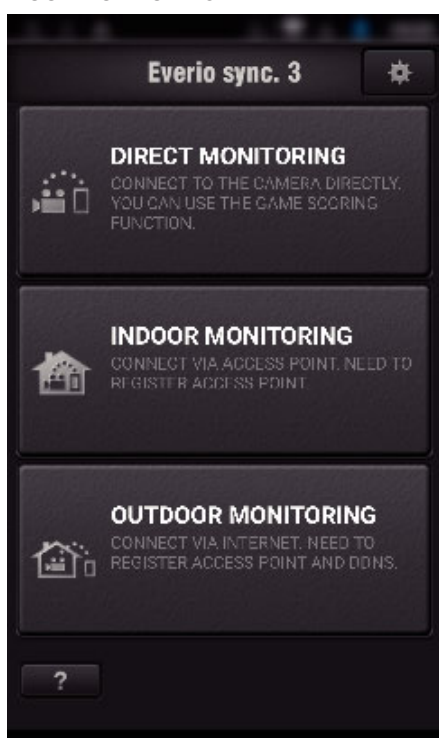 Everio sync. 3
DIRECT MONITORING
CONNECT TO THE CAMERA DIRECTLY.
YOU CAN USE THE GAME SCORING
FUNCTION.
INDOOR MONITORING
CONNECT VIA ACCESS POINT. NEED TO
REGISTER ACCESS POINT
OUTDOOR MONITORING
CONNECT VIA INTERNET. NEED TO
REGISTER ACCESS POINT AND DDNS.
?